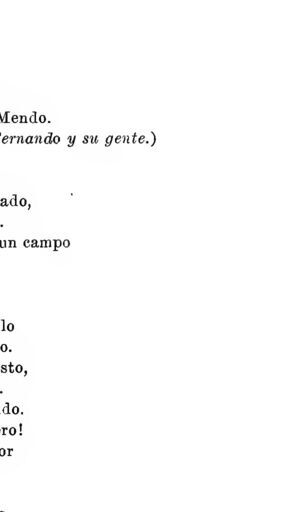 Mendo.
ernando y su gente.)
ado,
.
un campo
lo
o.
sto,
.
do.
ro!
or